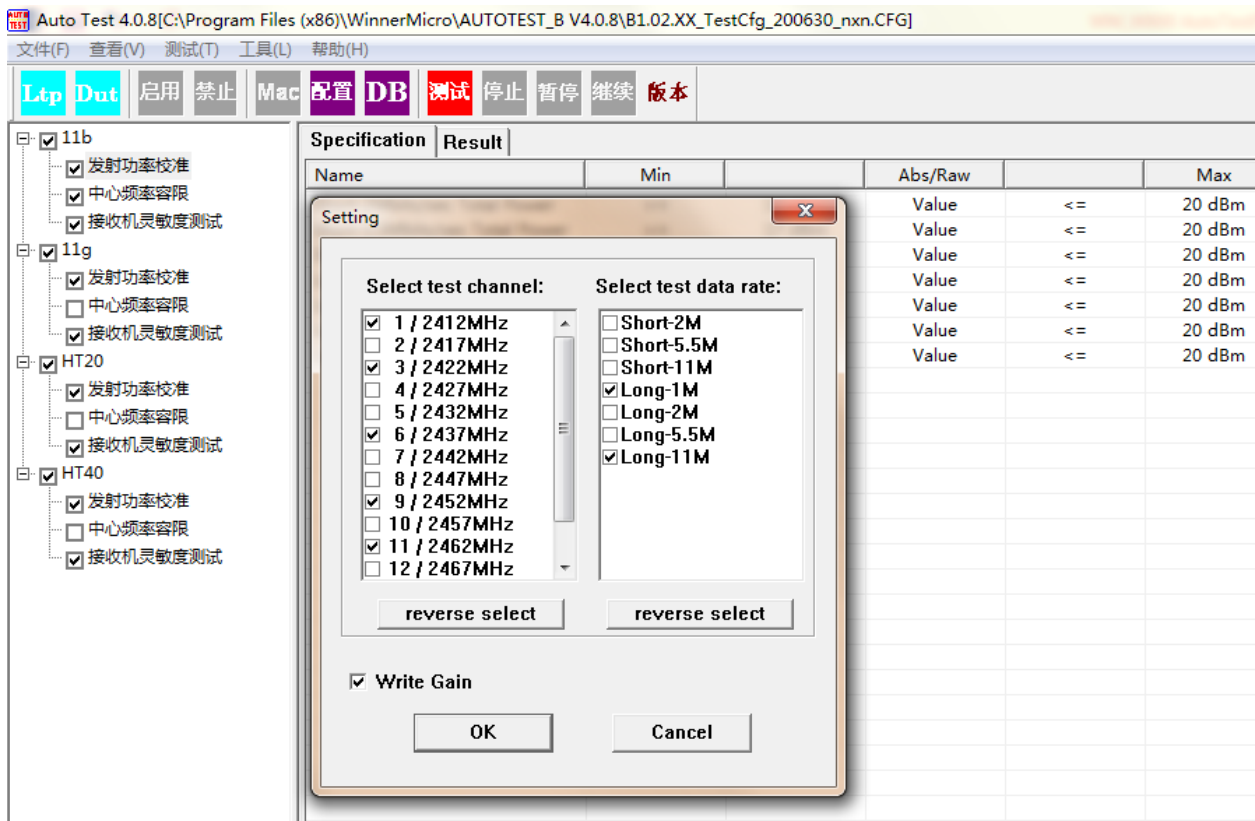 AUTO TEST Auto Test 4.0.8[C:\Program Files (x86)\WinnerMicro\AUTOTEST_B V4.0.8\B1.02.XX_TestCfg_200630_nxn.CFG]
文件(F) 查看(V) 测试(T) 工具(L) 帮助(H)
Ltp Dut 启用 禁止 Mac 配置 DB 测试 停止 暂停 继续 版本
11b
发射功率校准
中心频率容限
接收机灵敏度测试
11g
发射功率校准
中心频率容限
接收机灵敏度测试
HT20
发射功率校准
中心频率容限
接收机灵敏度测试
HT40
发射功率校准
中心频率容限
接收机灵敏度测试
Specification Result
Name Min Abs/Raw Max
Value <= 20 dBm
Value <= 20 dBm
Value <= 20 dBm
Value <= 20 dBm
Value <= 20 dBm
Value <= 20 dBm
Value <= 20 dBm
Setting
Select test channel:
1 / 2412MHz
2 / 2417MHz
3 / 2422MHz
4 / 2427MHz
5 / 2432MHz
6 / 2437MHz
7 / 2442MHz
8 / 2447MHz
9 / 2452MHz
10 / 2457MHz
11 / 2462MHz
12 / 2467MHz
reverse select
Select test data rate:
Short-2M
Short-5.5M
Short-11M
Long-1M
Long-2M
Long-5.5M
Long-11M
reverse select
Write Gain
OK Cancel